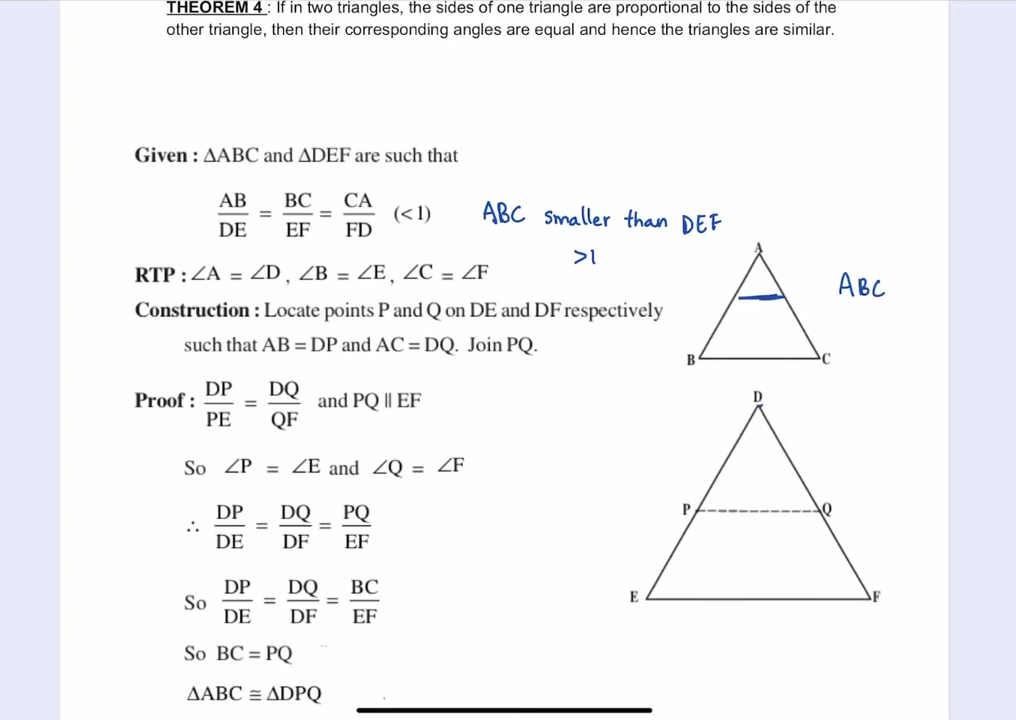 THEOREM 4 : If in two triangles, the sides of one triangle are proportional to the sides of the
other triangle, then their corresponding angles are equal and hence the triangles are similar.
Given : ΔABC and ΔDEF are such that
AB/DE = BC/EF = CA/FD (< 1)
ABC smaller than DEF
>1
RTP : ∠A = ∠D , ∠B = ∠E , ∠C = ∠F
Construction : Locate points P and Q on DE and DF respectively
such that AB = DP and AC = DQ. Join PQ.
Proof : DP/PE = DQ/QF and PQ || EF
So ∠P = ∠E and ∠Q = ∠F
∴ DP/DE = DQ/DF = PQ/EF
So DP/DE = DQ/DF = BC/EF
So BC = PQ
ΔABC ≅ ΔDPQ
A
ABC
B
C
D
P
Q
E
F